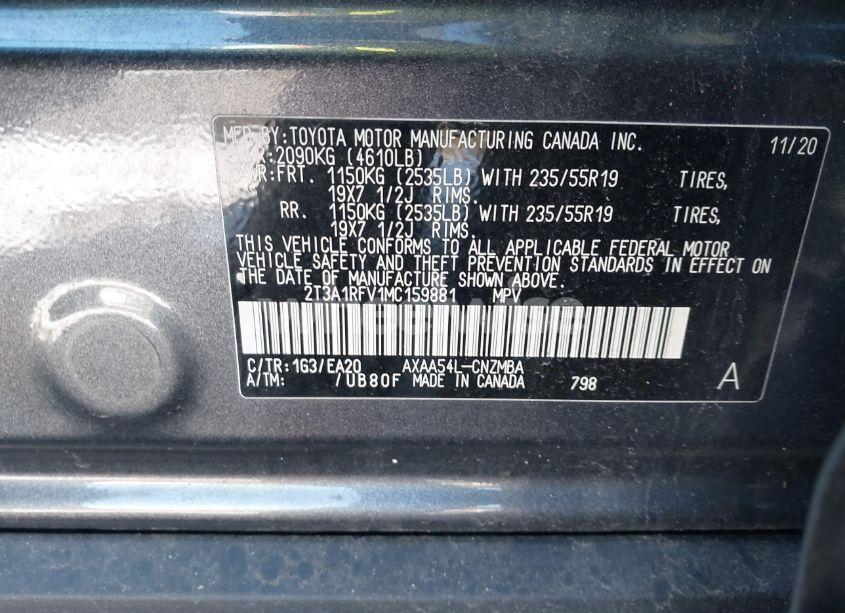 MFD BY:TOYOTA MOTOR MANUFACTURING CANADA INC. 11/20
2090KG (4610LB)
FRT. 1150KG (2535LB) WITH 235/55R19 TIRES,
19X7 1/2J RIMS.
RR. 1150KG (2535LB) WITH 235/55R19 TIRES,
19X7 1/2J RIMS.
THIS VEHICLE CONFORMS TO ALL APPLICABLE FEDERAL MOTOR
VEHICLE SAFETY AND THEFT PREVENTION STANDARDS IN EFFECT ON
THE DATE OF MANUFACTURE SHOWN ABOVE.
2T3A1RFV1MC159881 MPV
C/TR:1G3/EA20 AXAA54L-CNZMBA
A/TM: /UB80F MADE IN CANADA 798 A